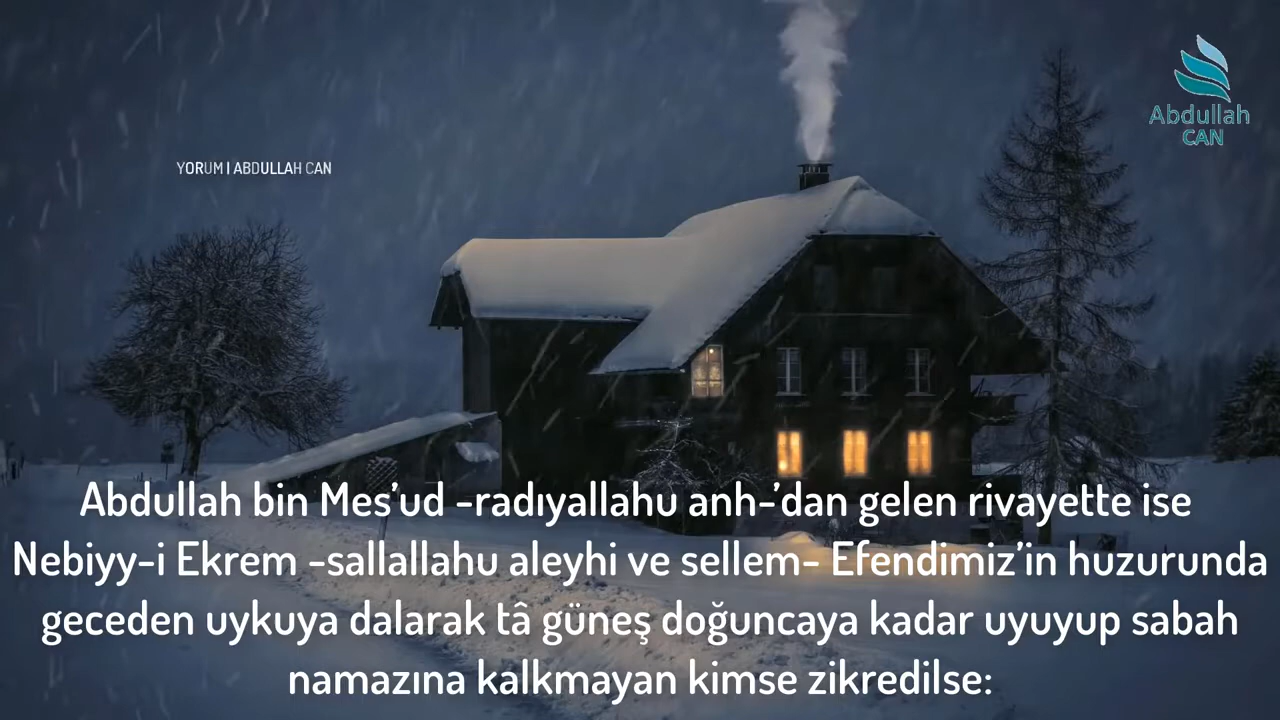 Abdullah
CAN
YORUM | ABDULLAH CAN
Abdullah bin Mes’ud -radıyallahu anh-’dan gelen rivayette ise
Nebiyy-i Ekrem -sallallahu aleyhi ve sellem- Efendimiz’in huzurunda
geceden uykuya dalarak tâ güneş doğuncaya kadar uyuyup sabah
namazına kalkmayan kimse zikredilse: